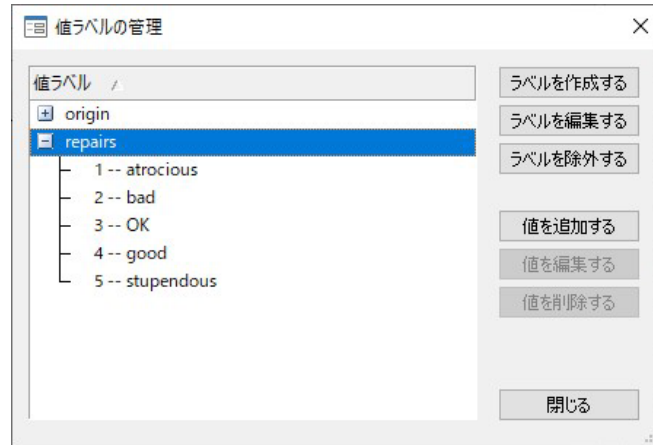 値ラベルの管理
値ラベル
origin
repairs
1 -- atrocious
2 -- bad
3 -- OK
4 -- good
5 -- stupendous
ラベルを作成する
ラベルを編集する
ラベルを除外する
値を追加する
値を編集する
値を削除する
閉じる